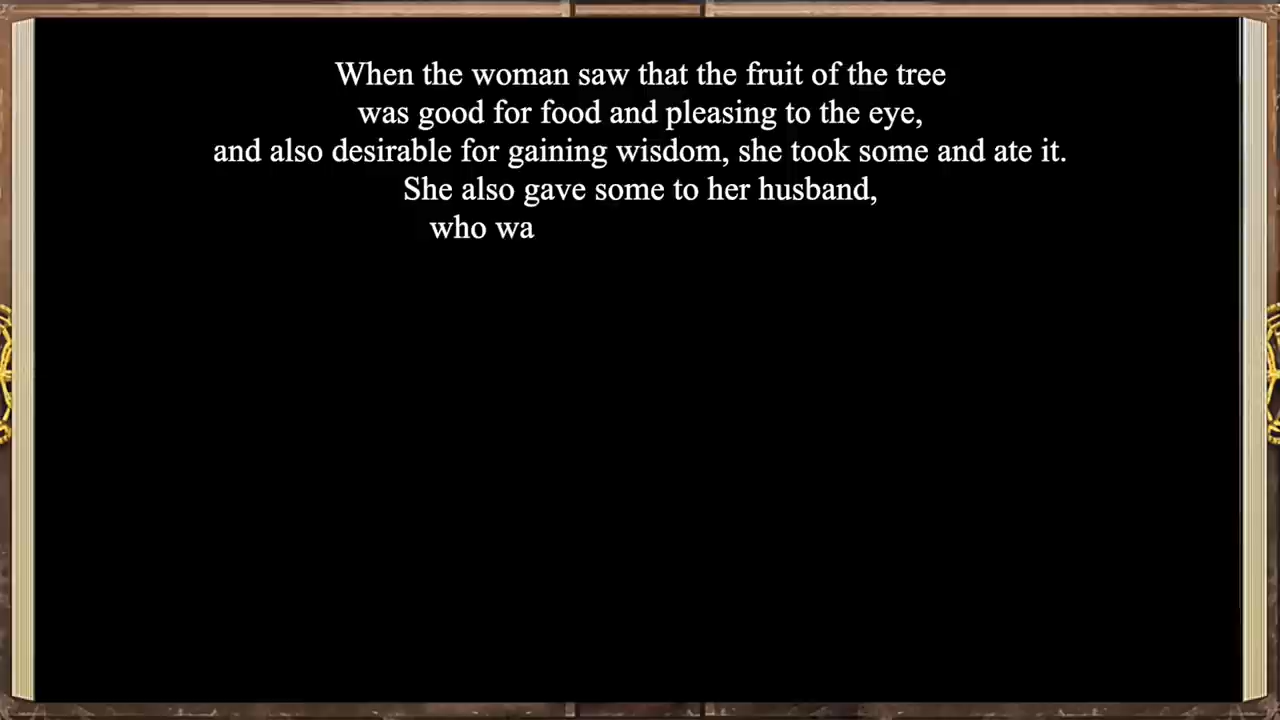 When the woman saw that the fruit of the tree
was good for food and pleasing to the eye,
and also desirable for gaining wisdom, she took some and ate it.
She also gave some to her husband,
who wa